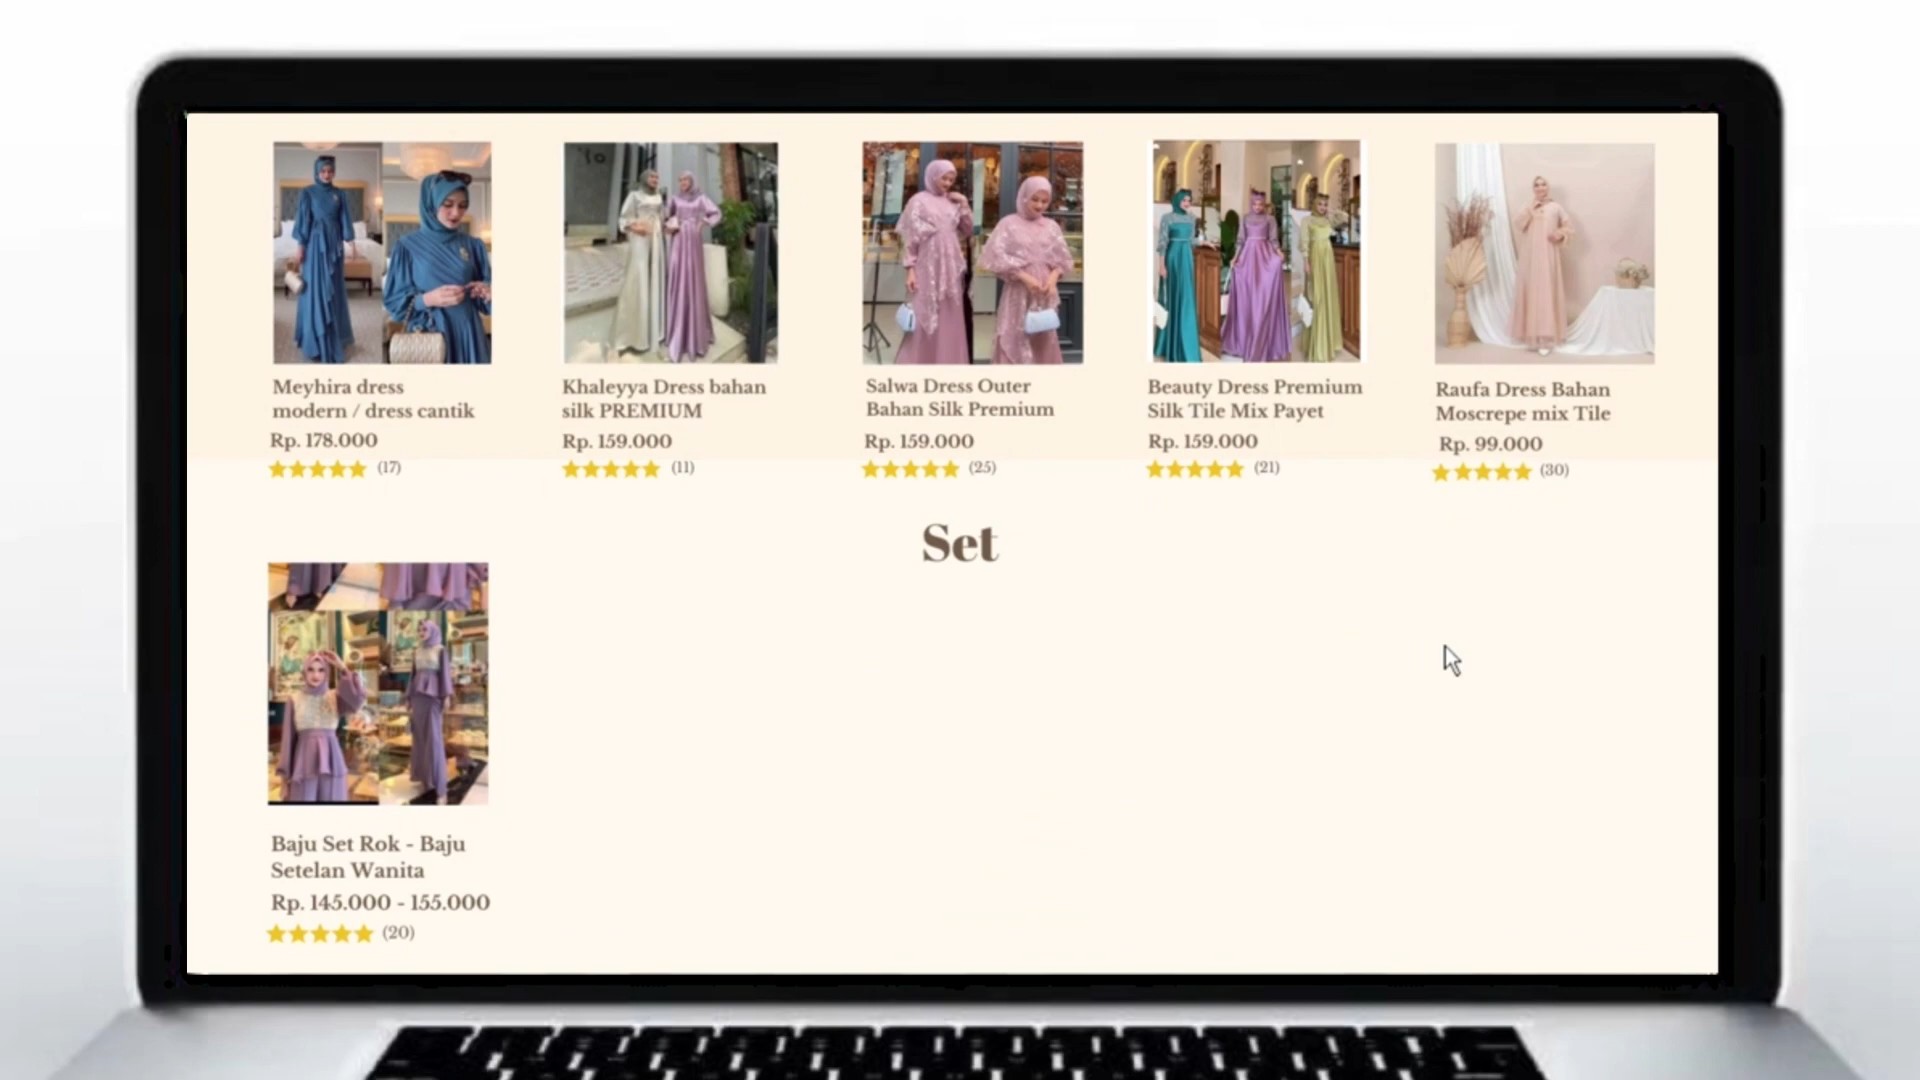 Meyhira dress
modern / dress cantik
Rp. 178.000
(17)
Khaleyya Dress bahan
silk PREMIUM
Rp. 159.000
(11)
Salwa Dress Outer
Bahan Silk Premium
Rp. 159.000
(25)
Beauty Dress Premium
Silk Tile Mix Payet
Rp. 159.000
(21)
Raufa Dress Bahan
Moscrepe mix Tile
Rp. 99.000
(30)
Set
Baju Set Rok - Baju
Setelan Wanita
Rp. 145.000 - 155.000
(20)